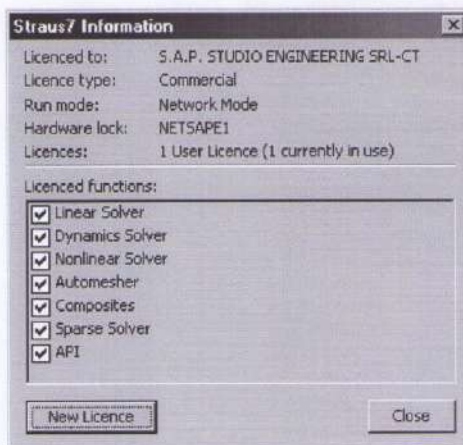 Straus7 Information
Licenced to: S.A.P. STUDIO ENGINEERING SRL-CT
Licence type: Commercial
Run mode: Network Mode
Hardware lock: NETSAPE1
Licences: 1 User Licence (1 currently in use)
Licenced functions:
Linear Solver
Dynamics Solver
Nonlinear Solver
Automesher
Composites
Sparse Solver
API
New Licence Close